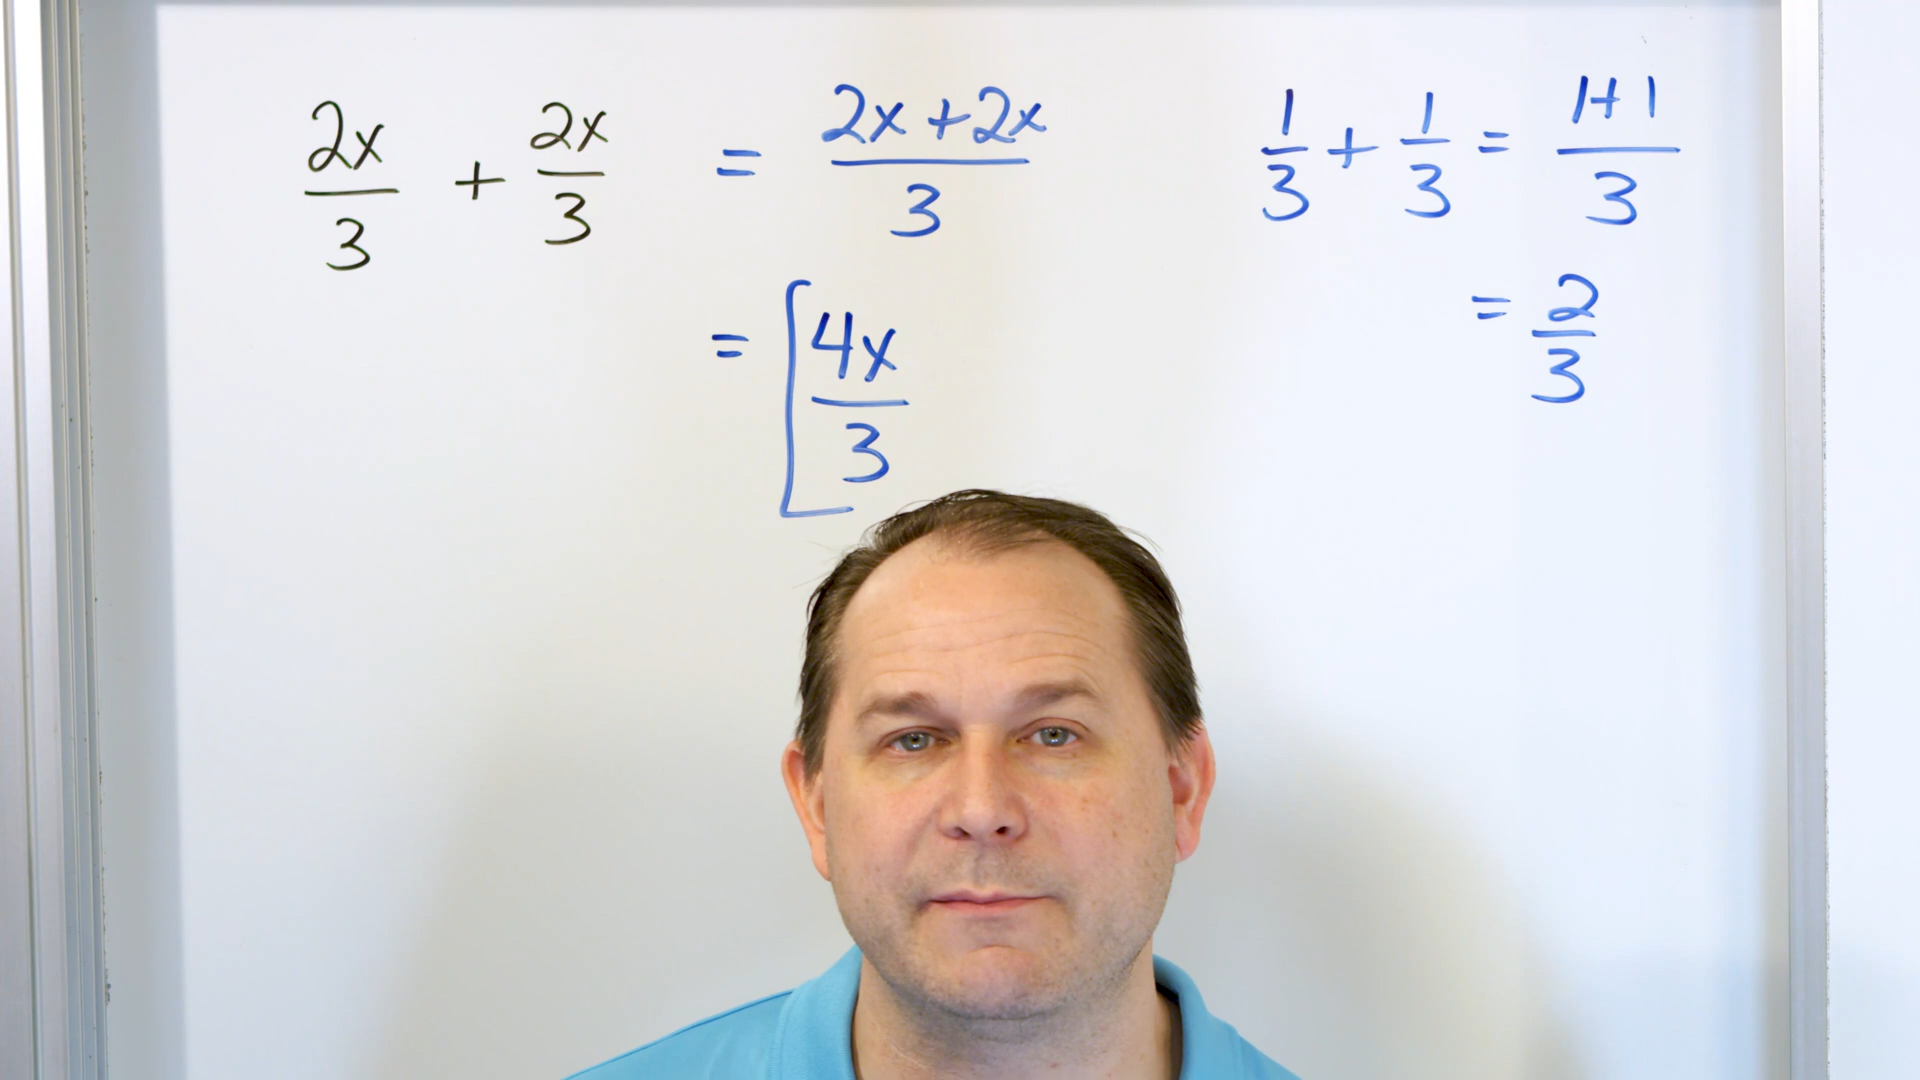 2x/3 + 2x/3 = 2x+2x/3
= 4x/3
1/3 + 1/3 = 1+1/3
= 2/3